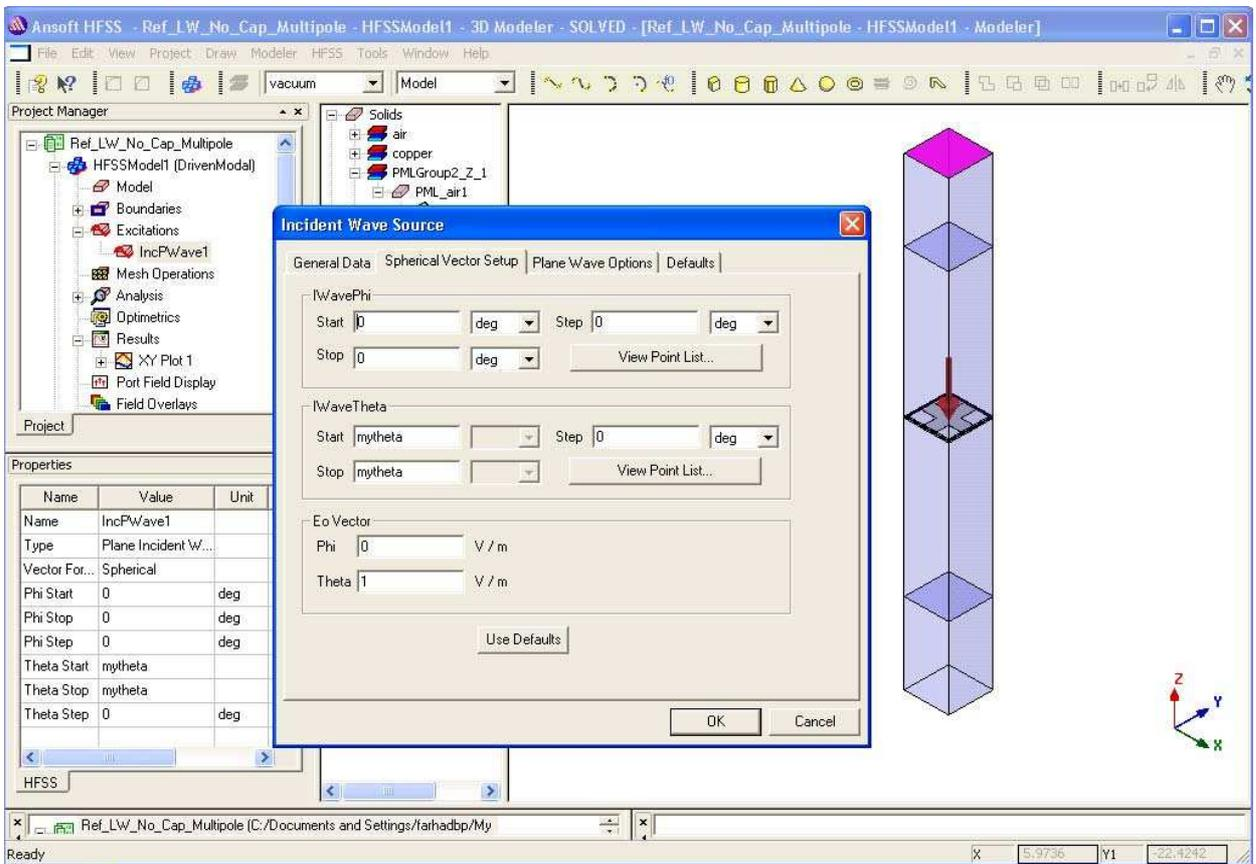 Ansoft HFSS - Ref_LW_No_Cap_Multipole - HFSSModel1 - 3D Modeler - SOLVED - [Ref_LW_No_Cap_Multipole - HFSSModel1 - Modeler]
File Edit View Project Draw Modeler HFSS Tools Window Help
vacuum Model
Project Manager
Ref_LW_No_Cap_Multipole
HFSSModel1 (DrivenModal)
Model
Boundaries
Excitations
IncPWave1
Mesh Operations
Analysis
Optimetrics
Results
XY Plot 1
Port Field Display
Field Overlays
Project
Solids
air
copper
PMLGroup2_Z_1
PML_air1
Incident Wave Source
General Data Spherical Vector Setup Plane Wave Options Defaults
IWavePhi
Start 0 deg Step 0 deg
Stop 0 deg View Point List...
IWaveTheta
Start mytheta Step 0 deg
Stop mytheta View Point List...
Eo Vector
Phi 0 V / m
Theta 1 V / m
Use Defaults
OK Cancel
Properties
Name Value Unit
Name IncPWave1
Type Plane Incident W...
Vector For... Spherical
Phi Start 0 deg
Phi Stop 0 deg
Phi Step 0 deg
Theta Start mytheta
Theta Stop mytheta
Theta Step 0 deg
HFSS
Z
Y
X
Ref_LW_No_Cap_Multipole (C:/Documents and Settings/farhadbp/My
Ready X 5.9736 Y1 -22.4242